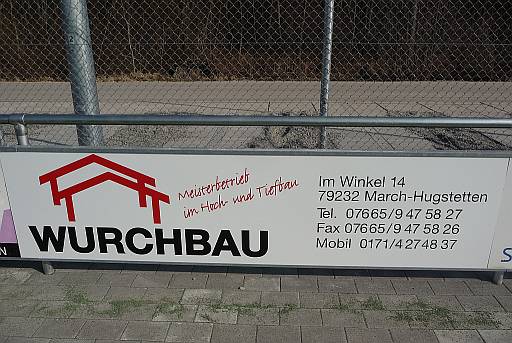 Meisterbetrieb
im Hoch- und Tiefbau
WURCHBAU
Im Winkel 14
79232 March-Hugstetten
Tel. 07665/9 47 58 27
Fax 07665/9 47 58 26
Mobil 0171/4 27 48 37